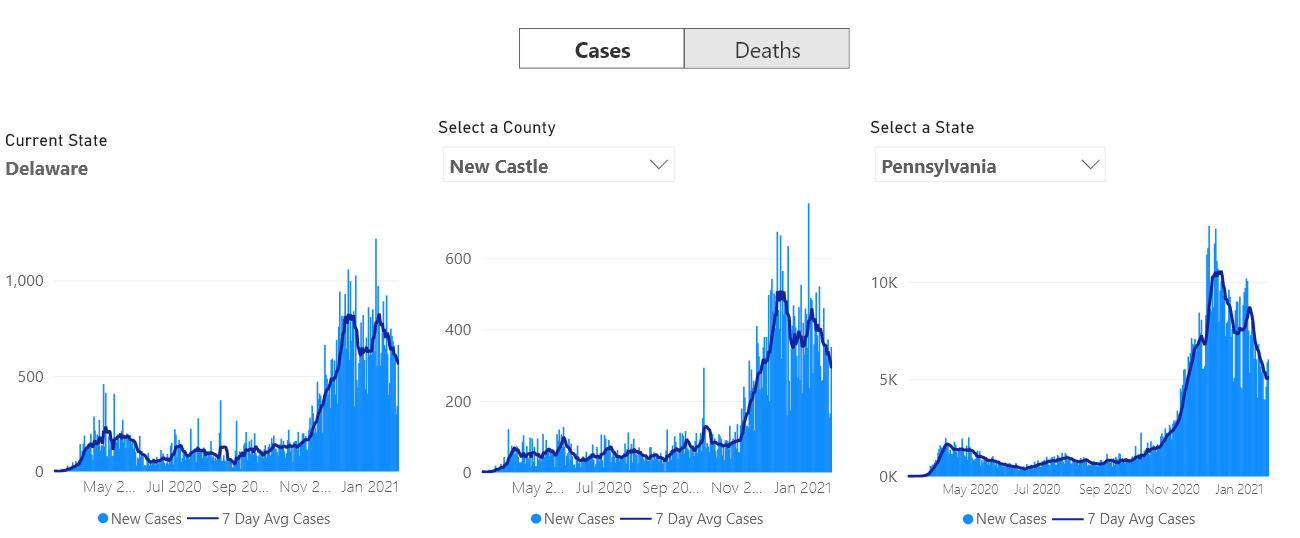 Cases
Deaths
Current State
Delaware
1,000
500
0
May 2...
Jul 2020
Sep 20...
Nov 2...
Jan 2021
New Cases
7 Day Avg Cases
Select a County
New Castle
600
400
200
0
May 2...
Jul 2020
Sep 20...
Nov 2...
Jan 2021
New Cases
7 Day Avg Cases
Select a State
Pennsylvania
10K
5K
0K
May 2020
Jul 2020
Sep 2020
Nov 2020
Jan 2021
New Cases
7 Day Avg Cases